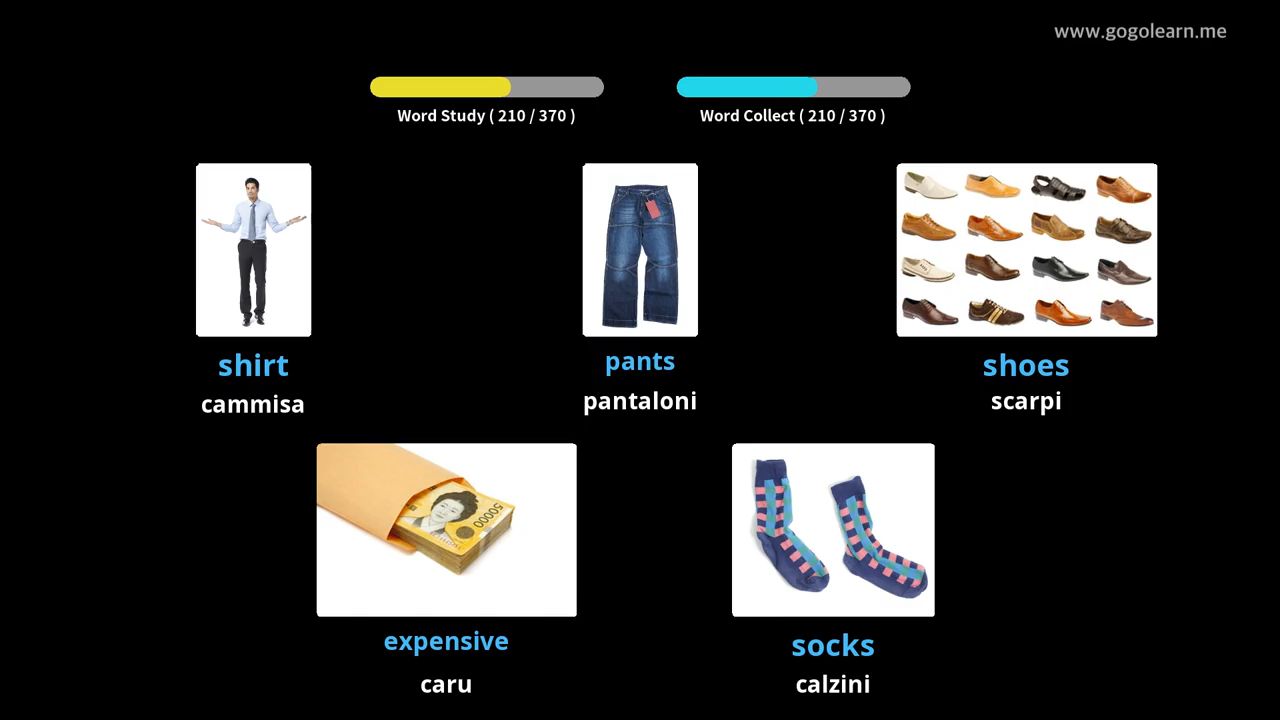 www.gogolearn.me
Word Study ( 210 / 370 )
Word Collect ( 210 / 370 )
shirt
cammisa
pants
pantaloni
shoes
scarpi
50000
expensive
caru
socks
calzini